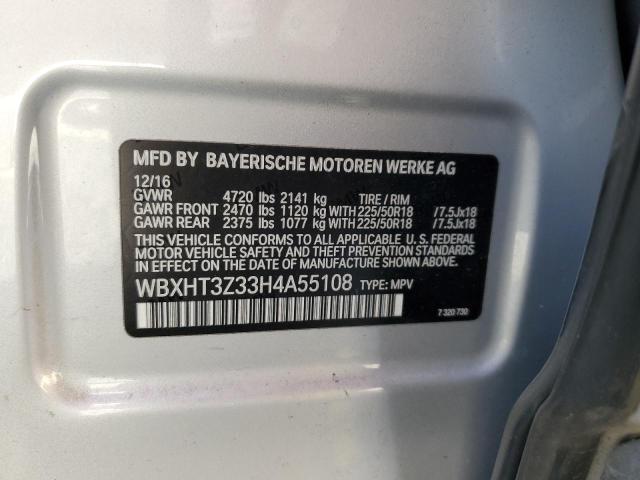 MFD BY BAYERISCHE MOTOREN WERKE AG
12/16
GVWR 4720 lbs 2141 kg TIRE / RIM
GAWR FRONT 2470 lbs 1120 kg WITH 225/50R18 /7.5Jx18
GAWR REAR 2375 lbs 1077 kg WITH 225/50R18 /7.5Jx18
THIS VEHICLE CONFORMS TO ALL APPLICABLE U. S. FEDERAL
MOTOR VEHICLE SAFETY, BUMPER, AND THEFT PREVENTION
STANDARDS IN EFFECT ON THE DATE OF MANUFACTURE SHOWN ABOVE.
WBXHT3Z33H4A55108 TYPE: MPV
7 320 730